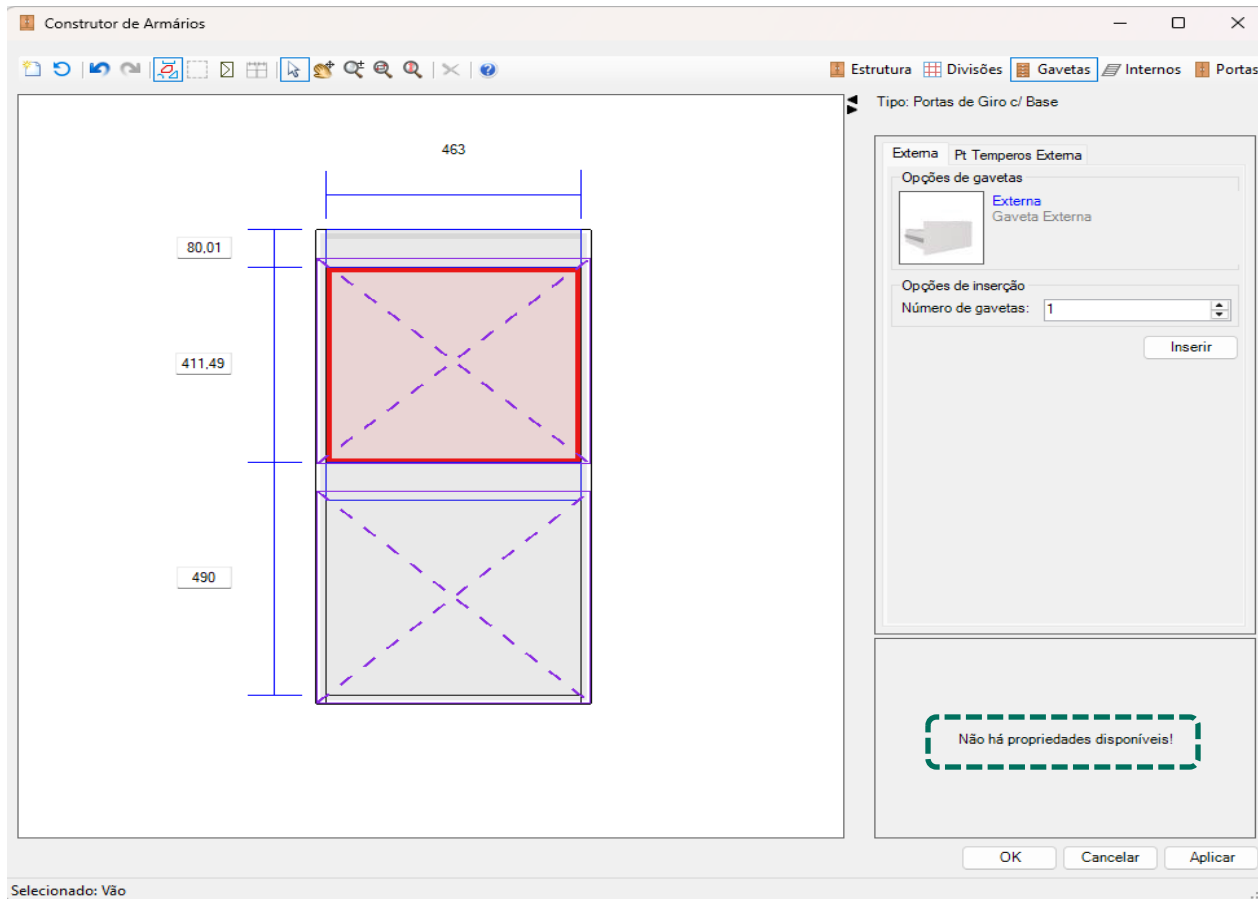 Construtor de Armários
Estrutura Divisões Gavetas Internos Portas
Tipo: Portas de Giro c/ Base
463
80,01
411,49
490
Externa Pt Temperos Externa
Opções de gavetas
Externa
Gaveta Externa
Opções de inserção
Número de gavetas: 1
Inserir
Não há propriedades disponíveis!
OK Cancelar Aplicar
Selecionado: Vão